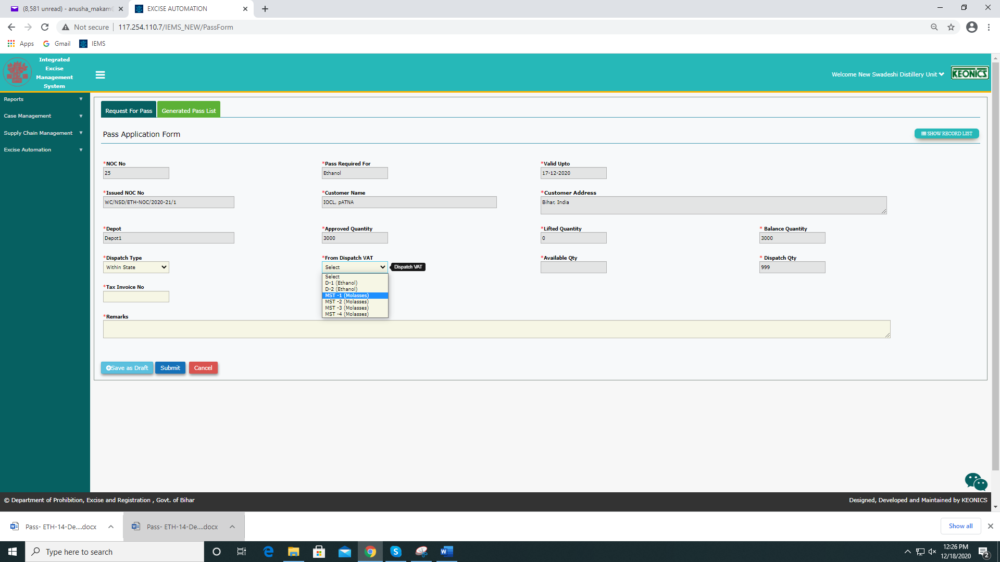 (8,581 unread) - anusha_makam@
EXCISE AUTOMATION
Not secure
117.254.110.7/IEMS_NEW/PassForm
Apps
Gmail
IEMS
Integrated
Excise
Management
System
Welcome New Swadeshi Distillery Unit
KEONICS
Reports
Case Management
Supply Chain Management
Excise Automation
Request For Pass
Generated Pass List
Pass Application Form
SHOW RECORD LIST
*NOC No
25
*Pass Required For
Ethanol
*Valid Upto
17-12-2020
*Issued NOC No
WC/NSD/ETH-NOC/2020-21/1
*Customer Name
IOCL, pATNA
*Customer Address
Bihar, India
*Depot
Depot1
*Approved Quantity
3000
*Lifted Quantity
0
* Balance Quantity
3000
*Dispatch Type
Within State
*From Dispatch VAT
Select
Dispatch VAT
*Available Qty
* Dispatch Qty
999
Select
D-1 (Ethanol)
D-2 (Ethanol)
MST -1 (Molasses)
MST -2 (Molasses)
MST -3 (Molasses)
MST -4 (Molasses)
*Tax Invoice No
*Remarks
Save as Draft
Submit
Cancel
© Department of Prohibition, Excise and Registration , Govt. of Bihar
Designed, Developed and Maintained by KEONICS
Pass- ETH-14-De....docx
Pass- ETH-14-De....docx
Show all
Type here to search
12:26 PM
12/18/2020
2